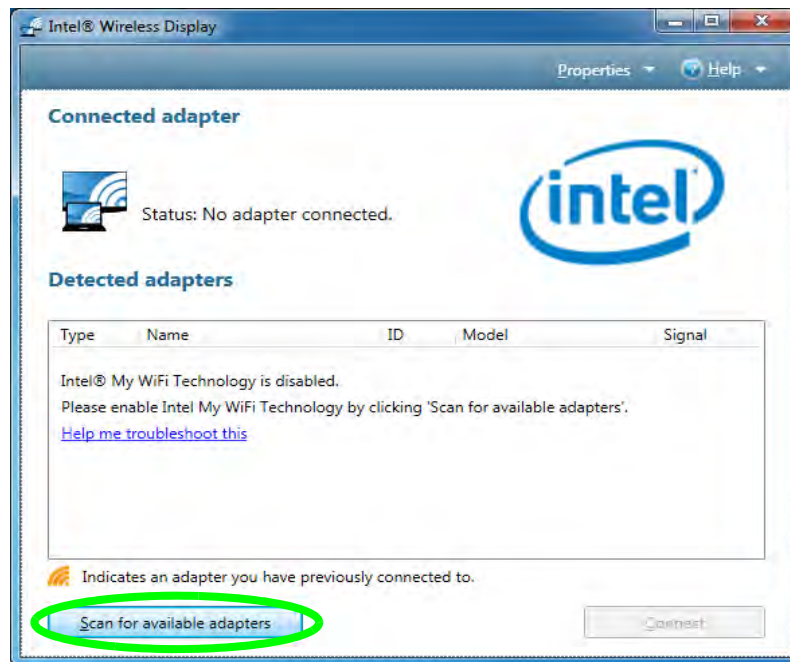 Intel® Wireless Display
Properties Help
Connected adapter
intel
Status: No adapter connected.
Detected adapters
Type Name ID Model Signal
Intel® My WiFi Technology is disabled.
Please enable Intel My WiFi Technology by clicking 'Scan for available adapters'.
Help me troubleshoot this
Indicates an adapter you have previously connected to.
Scan for available adapters Connect